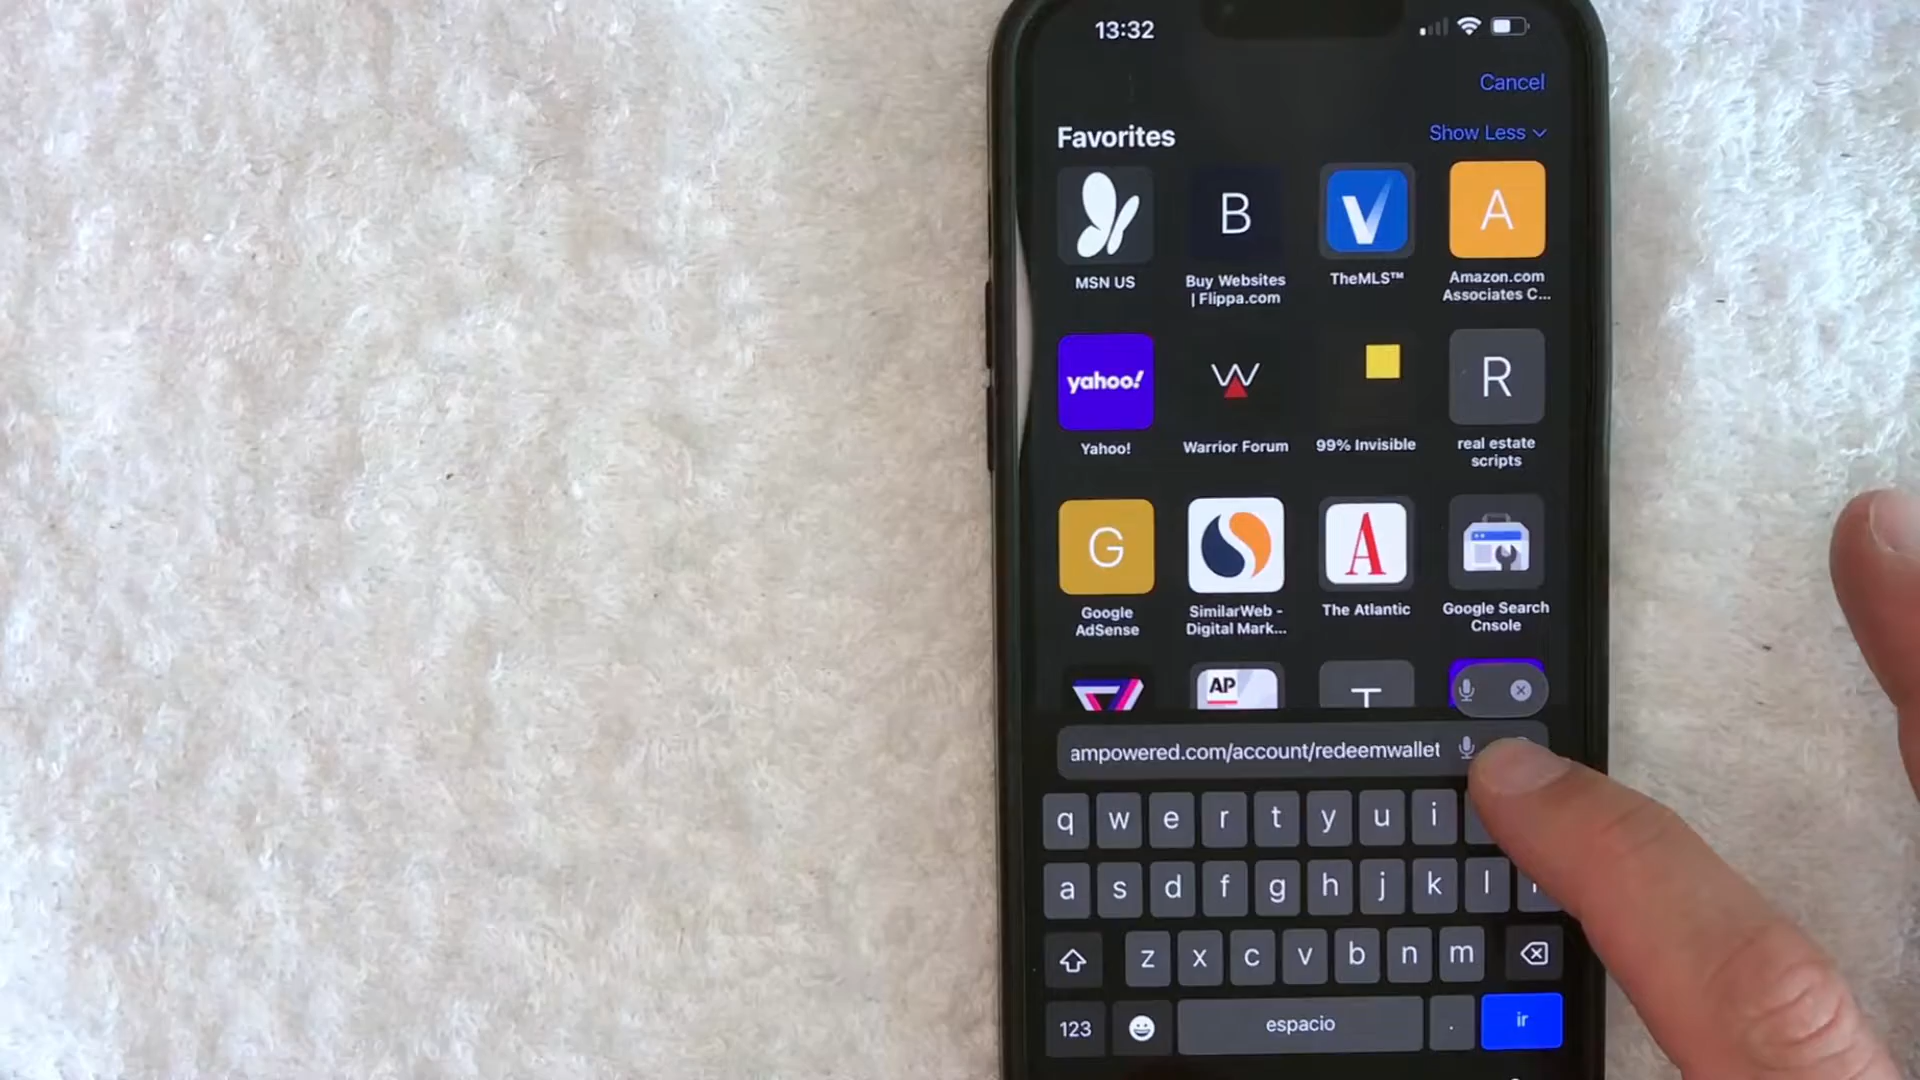 13:32
Cancel
Favorites
Show Less
B
A
MSN US
Buy Websites
| Flippa.com
TheMLS™
Amazon.com
Associates C...
yahoo!
R
Yahoo!
Warrior Forum
99% Invisible
real estate
scripts
G
A
Google
AdSense
SimilarWeb -
Digital Mark...
The Atlantic
Google Search
Cnsole
AP
T
ampowered.com/account/redeemwallet
q w e r t y u i
a s d f g h j k l
z x c v b n m
123
espacio
.
ir